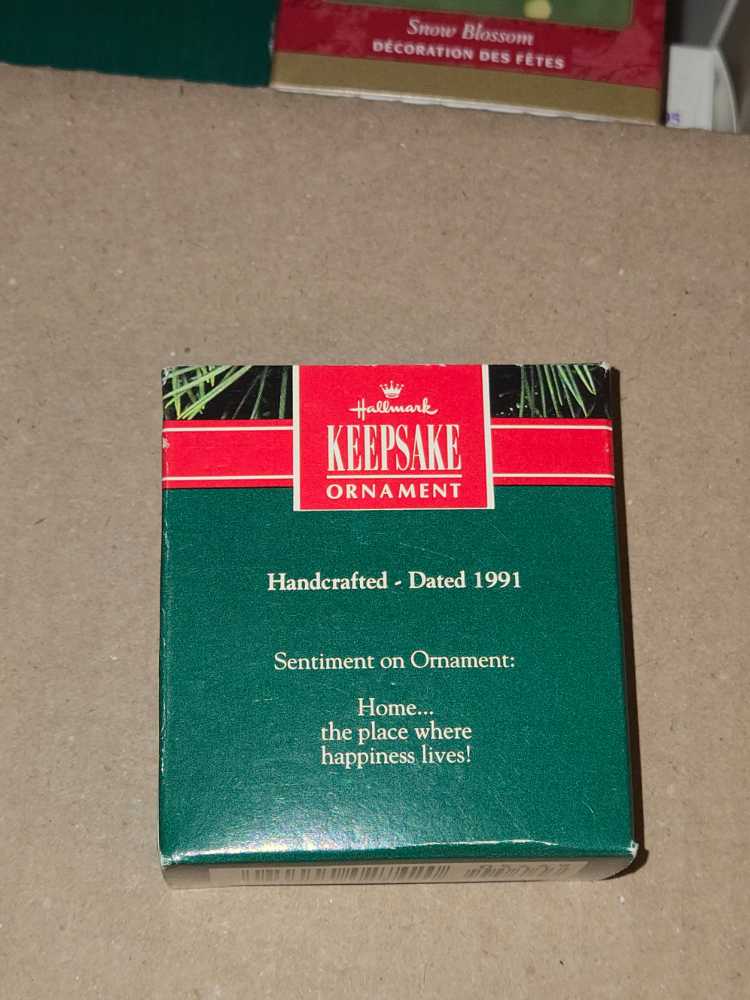 Snow Blossom
DÉCORATION DES FÊTES
Hallmark
KEEPSAKE
ORNAMENT
Handcrafted - Dated 1991
Sentiment on Ornament:
Home...
the place where
happiness lives!